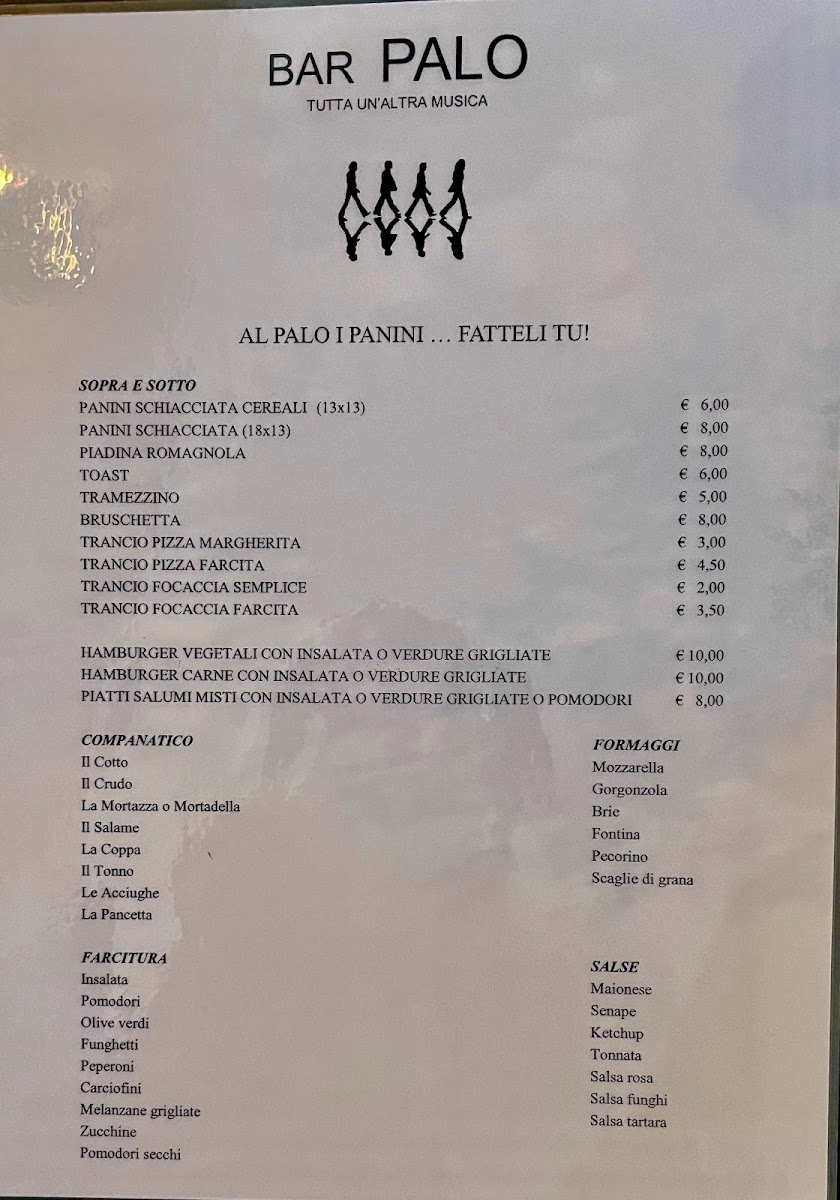 BAR PALO
TUTTA UN'ALTRA MUSICA
AL PALO I PANINI … FATTELI TU!
SOPRA E SOTTO
PANINI SCHIACCIATA CEREALI (13x13) € 6,00
PANINI SCHIACCIATA (18x13) € 8,00
PIADINA ROMAGNOLA € 8,00
TOAST € 6,00
TRAMEZZINO € 5,00
BRUSCHETTA € 8,00
TRANCIO PIZZA MARGHERITA € 3,00
TRANCIO PIZZA FARCITA € 4,50
TRANCIO FOCACCIA SEMPLICE € 2,00
TRANCIO FOCACCIA FARCITA € 3,50
HAMBURGER VEGETALI CON INSALATA O VERDURE GRIGLIATE € 10,00
HAMBURGER CARNE CON INSALATA O VERDURE GRIGLIATE € 10,00
PIATTI SALUMI MISTI CON INSALATA O VERDURE GRIGLIATE O POMODORI € 8,00
COMPANATICO
Il Cotto
Il Crudo
La Mortazza o Mortadella
Il Salame
La Coppa
Il Tonno
Le Acciughe
La Pancetta
FORMAGGI
Mozzarella
Gorgonzola
Brie
Fontina
Pecorino
Scaglie di grana
FARCITURA
Insalata
Pomodori
Olive verdi
Funghetti
Peperoni
Carciofini
Melanzane grigliate
Zucchine
Pomodori secchi
SALSE
Maionese
Senape
Ketchup
Tonnata
Salsa rosa
Salsa funghi
Salsa tartara